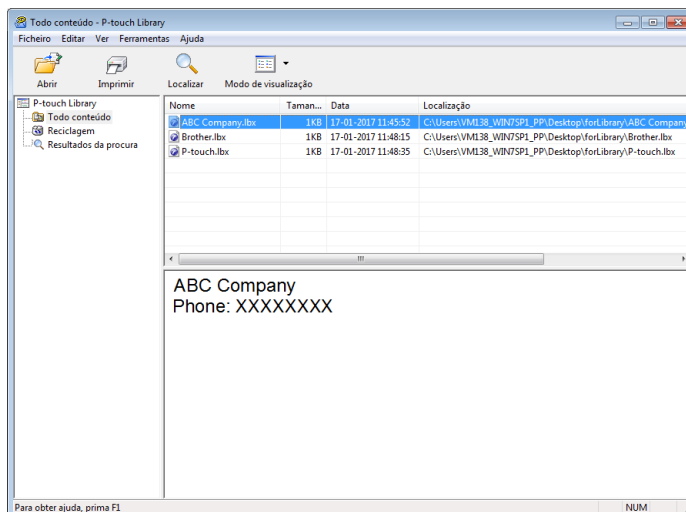 Todo conteúdo - P-touch Library
Ficheiro Editar Ver Ferramentas Ajuda
Abrir Imprimir Localizar Modo de visualização
P-touch Library
Todo conteúdo
Reciclagem
Resultados da procura
Nome Taman... Data Localização
ABC Company.lbx 1KB 17-01-2017 11:45:52 C:\Users\VM138_WIN7SP1_PP\Desktop\forLibrary\ABC Company
Brother.lbx 1KB 17-01-2017 11:48:15 C:\Users\VM138_WIN7SP1_PP\Desktop\forLibrary\Brother.lbx
P-touch.lbx 1KB 17-01-2017 11:48:35 C:\Users\VM138_WIN7SP1_PP\Desktop\forLibrary\P-touch.lbx
ABC Company
Phone: XXXXXXXX
Para obter ajuda, prima F1 NUM